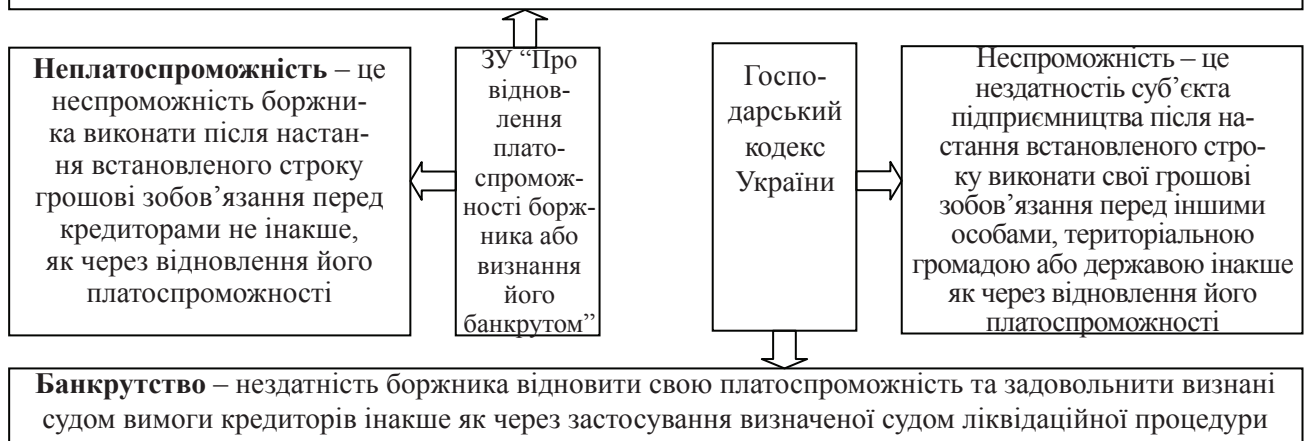 Неплатоспроможність – це
неспроможність боржни-
ка виконати після настан-
ня встановленого строку
грошові зобов’язання перед
кредиторами не інакше,
як через відновлення його
платоспроможності
ЗУ “Про
віднов-
лення
плато-
спромож-
ності борж-
ника або
визнання
його
банкрутом”
Госпо-
дарський
кодекс
України
Неспроможність – це
нездатностіь суб’єкта
підприємництва після на-
стання встановленого стро-
ку виконати свої грошові
зобов’язання перед іншими
особами, територіальною
громадою або державою інакше
як через відновлення його
платоспроможності
Банкрутство – нездатність боржника відновити свою платоспроможність та задовольнити визнані
судом вимоги кредиторів інакше як через застосування визначеної судом ліквідаційної процедури